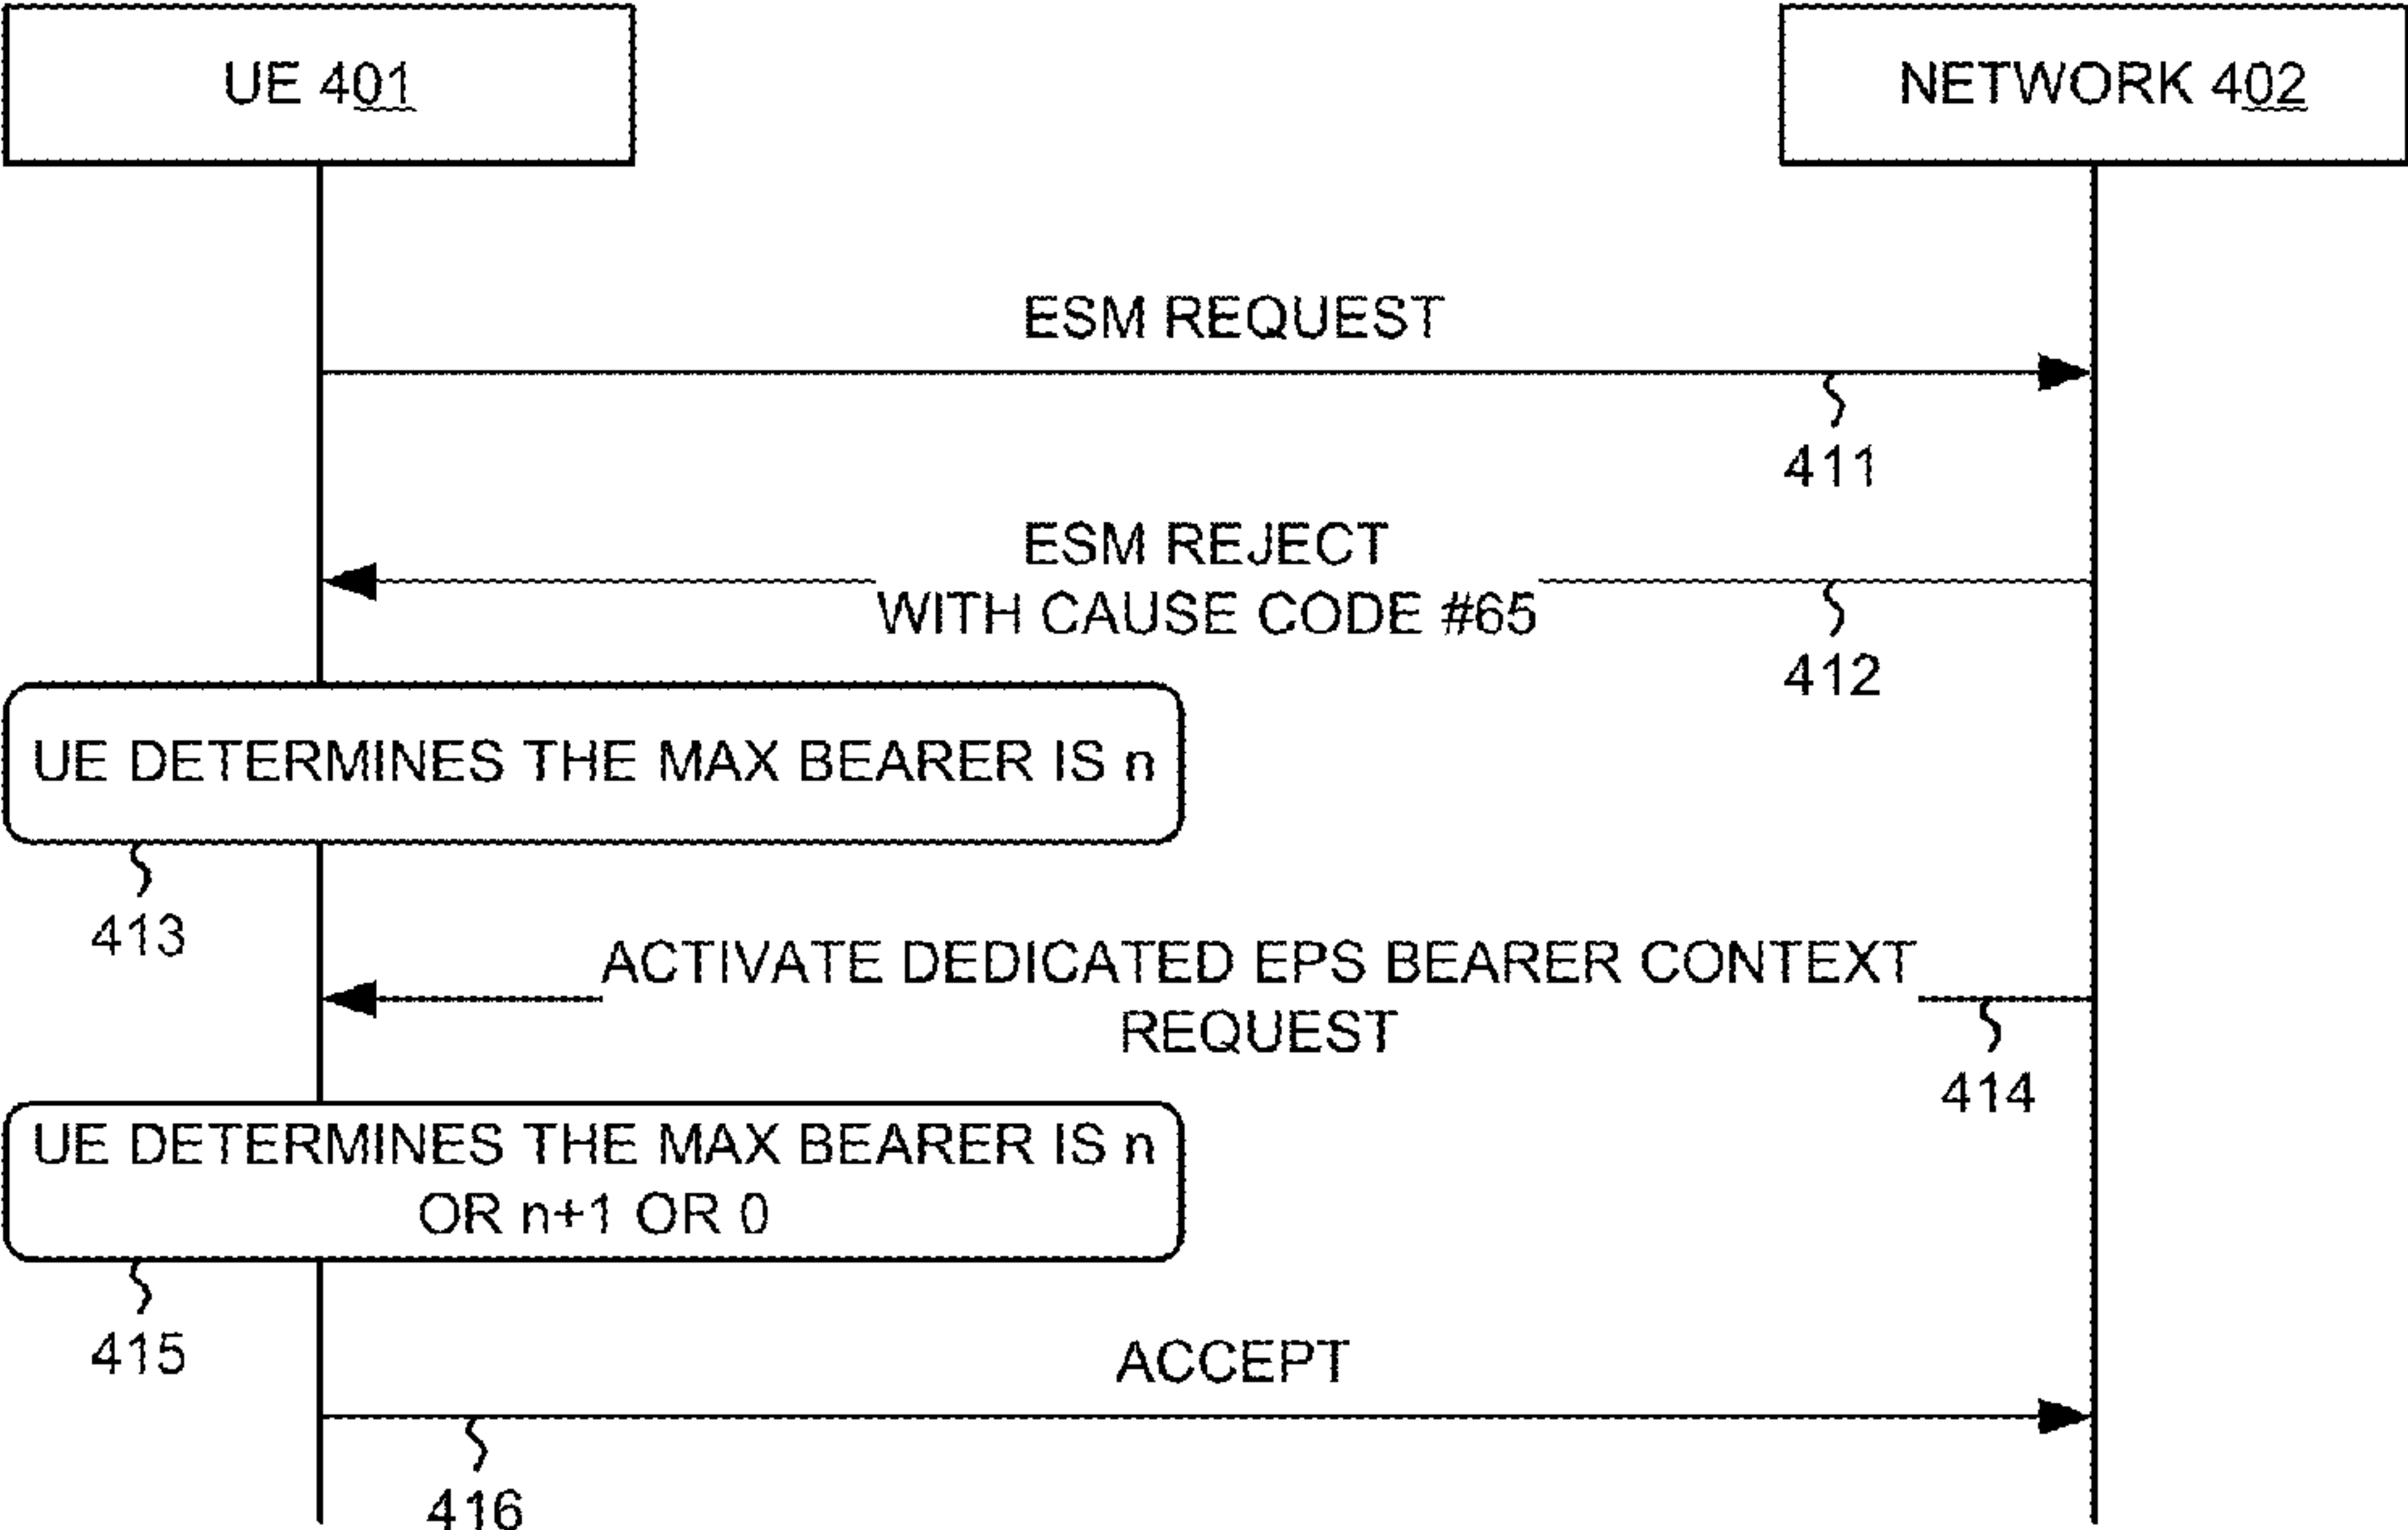 UE 401
NETWORK 402
ESM REQUEST
411
ESM REJECT
WITH CAUSE CODE #65
412
UE DETERMINES THE MAX BEARER IS n
413
ACTIVATE DEDICATED EPS BEARER CONTEXT
REQUEST
414
UE DETERMINES THE MAX BEARER IS n
OR n+1 OR 0
415
ACCEPT
416